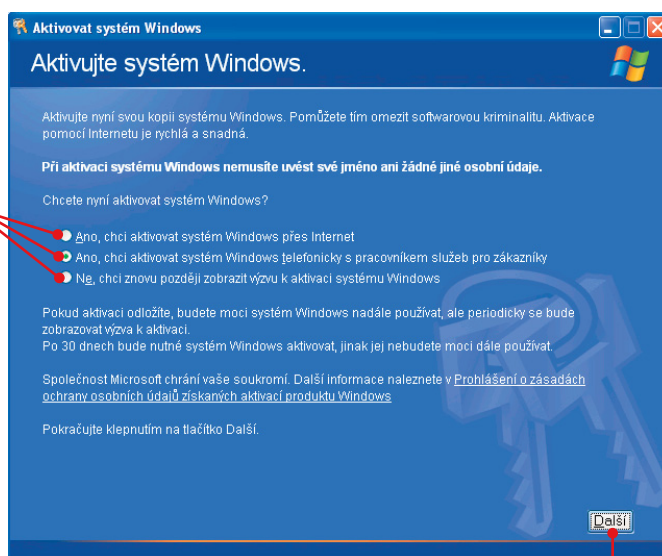 Aktivovat systém Windows
Aktivujte systém Windows.
Aktivujte nyní svou kopii systému Windows. Pomůžete tím omezit softwarovou kriminalitu. Aktivace
pomocí Internetu je rychlá a snadná.
Při aktivaci systému Windows nemusíte uvést své jméno ani žádné jiné osobní údaje.
Chcete nyní aktivovat systém Windows?
Ano, chci aktivovat systém Windows přes Internet
Ano, chci aktivovat systém Windows telefonicky s pracovníkem služeb pro zákazníky
Ne, chci znovu později zobrazit výzvu k aktivaci systému Windows
Pokud aktivaci odložíte, budete moci systém Windows nadále používat, ale periodicky se bude
zobrazovat výzva k aktivaci.
Po 30 dnech bude nutné systém Windows aktivovat, jinak jej nebudete moci dále používat.
Společnost Microsoft chrání vaše soukromí. Další informace naleznete v Prohlášení o zásadách
ochrany osobních údajů získaných aktivací produktu Windows
Pokračujte klepnutím na tlačítko Další.
Další